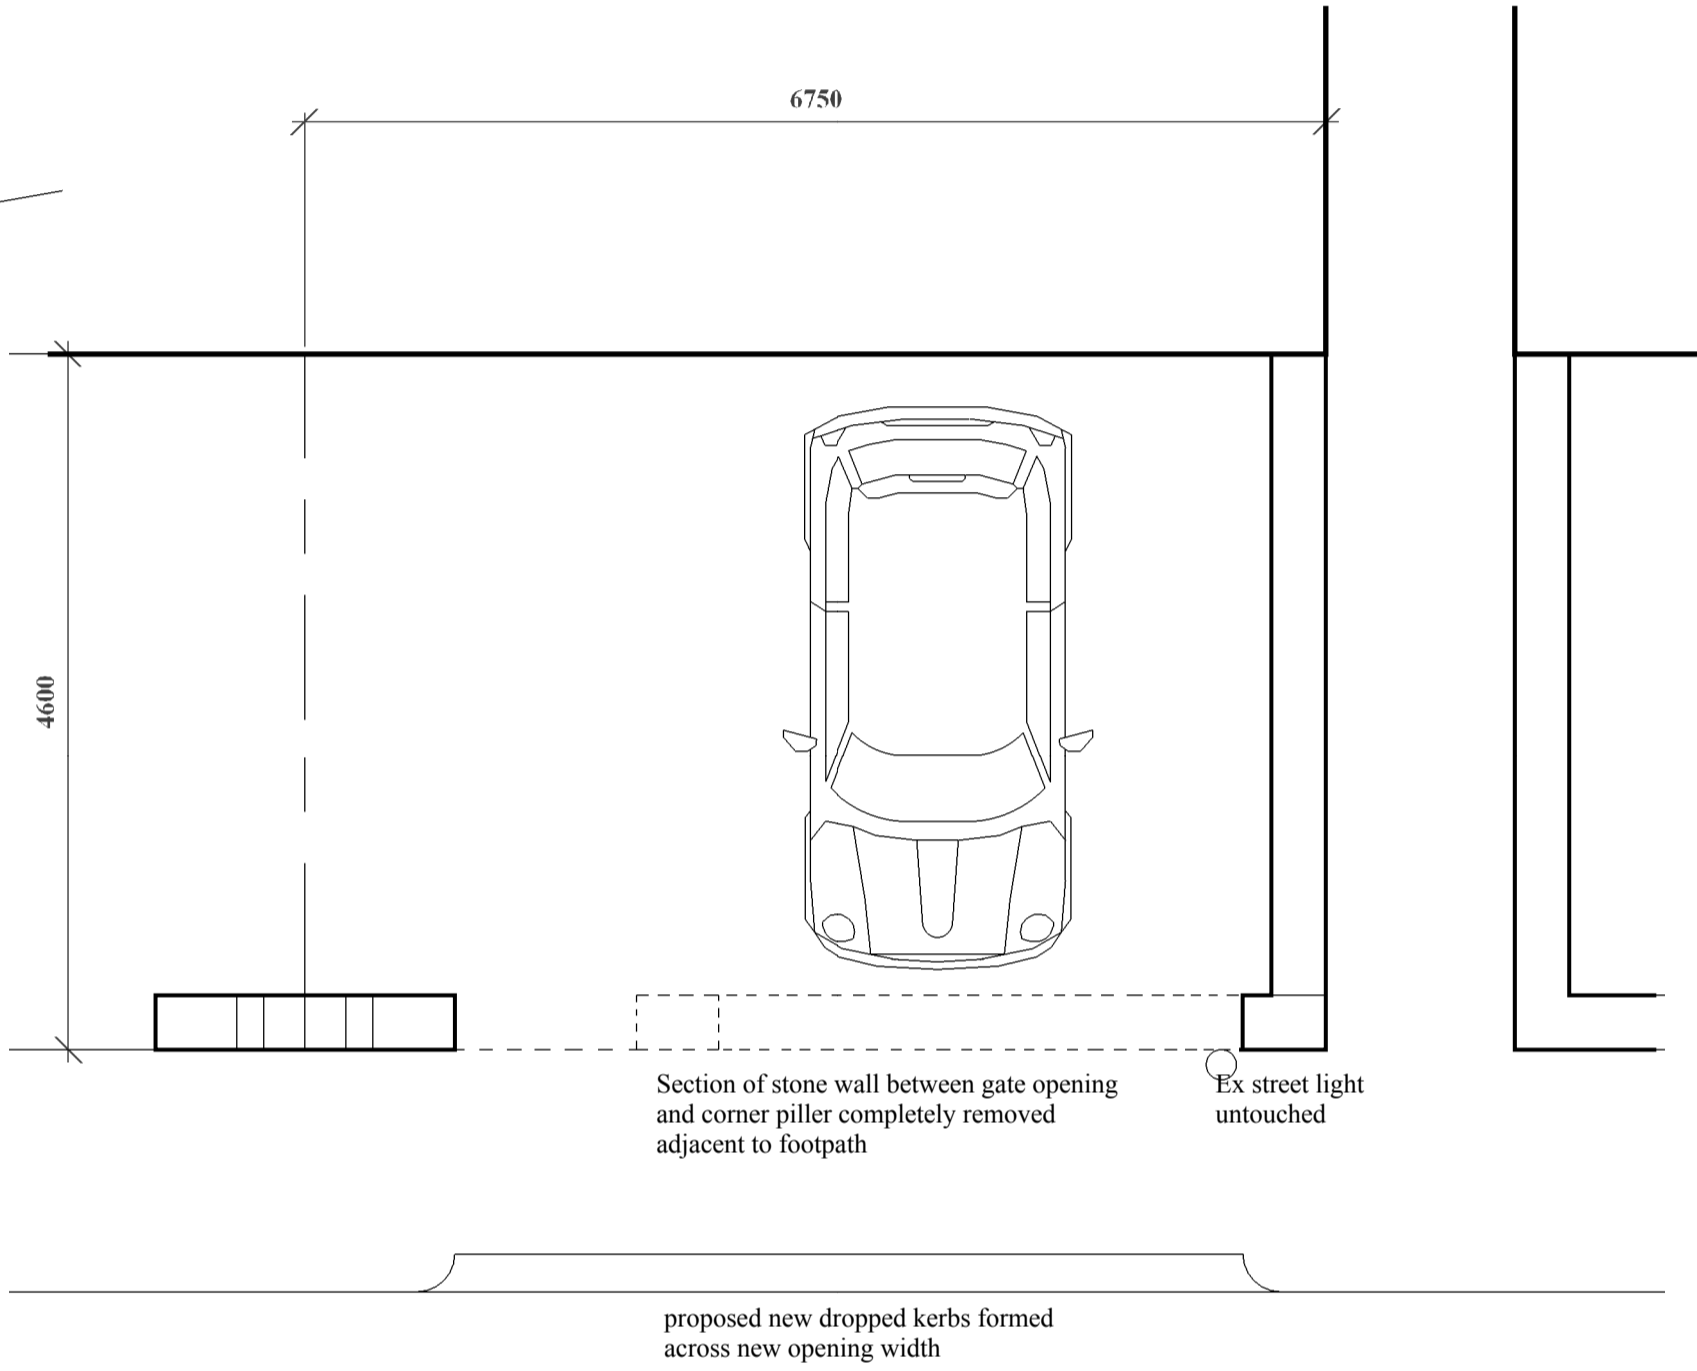 6750
4600
Section of stone wall between gate opening
and corner piller completely removed
adjacent to footpath
Ex street light
untouched
proposed new dropped kerbs formed
across new opening width